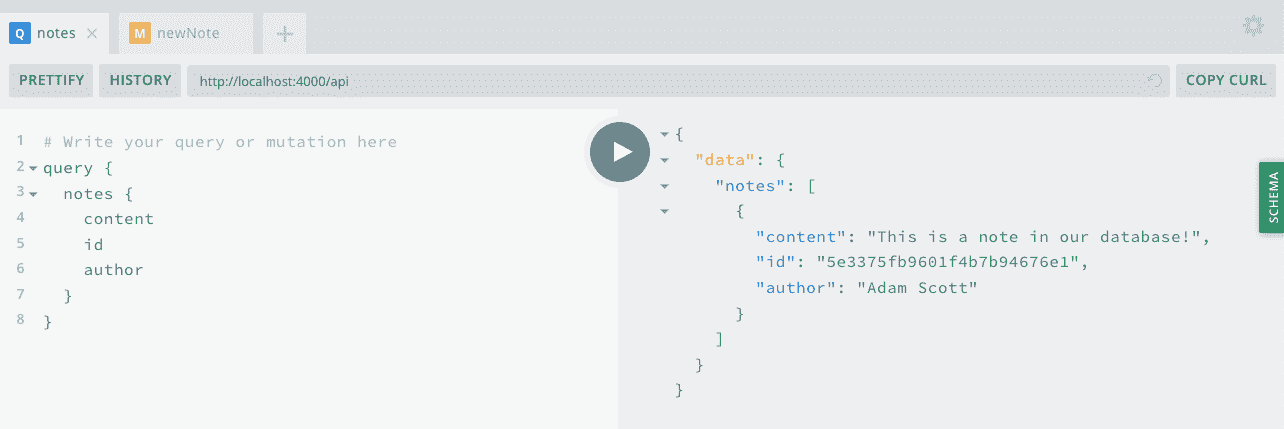 Q notes ×
M newNote
+
PRETTIFY HISTORY http://localhost:4000/api COPY CURL
1 # Write your query or mutation here
2 query {
3 notes {
4 content
5 id
6 author
7 }
8 }
{
"data": {
"notes": [
{
"content": "This is a note in our database!",
"id": "5e3375fb9601f4b7b94676e1",
"author": "Adam Scott"
}
]
}
}
SCHEMA